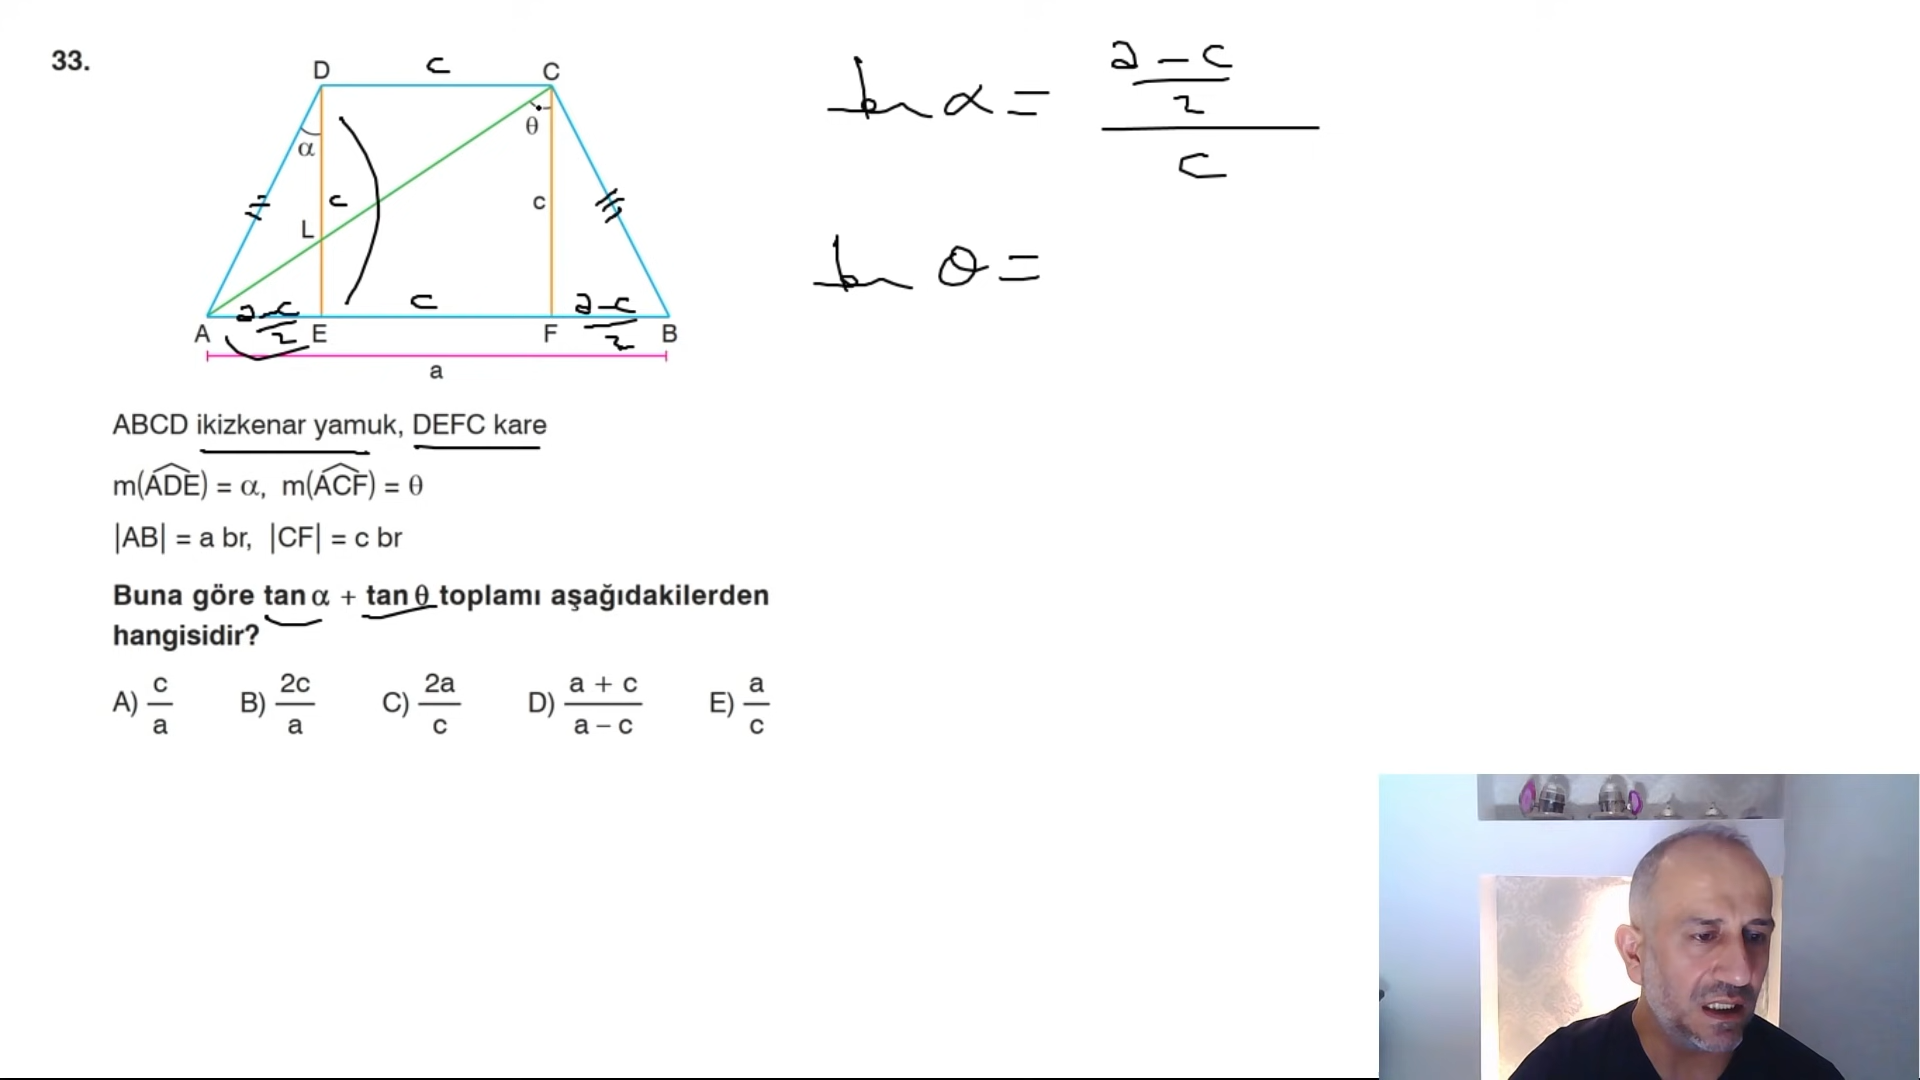 33.
D c C
α θ
c c
L
a-c/2 c a-c/2
A E F B
a
ABCD ikizkenar yamuk, DEFC kare
m(ADE) = α, m(ACF) = θ
|AB| = a br, |CF| = c br
Buna göre tan α + tan θ toplamı aşağıdakilerden
hangisidir?
A) c/a B) 2c/a C) 2a/c D) a + c/a – c E) a/c
tan α = a-c/2/c
tan θ =